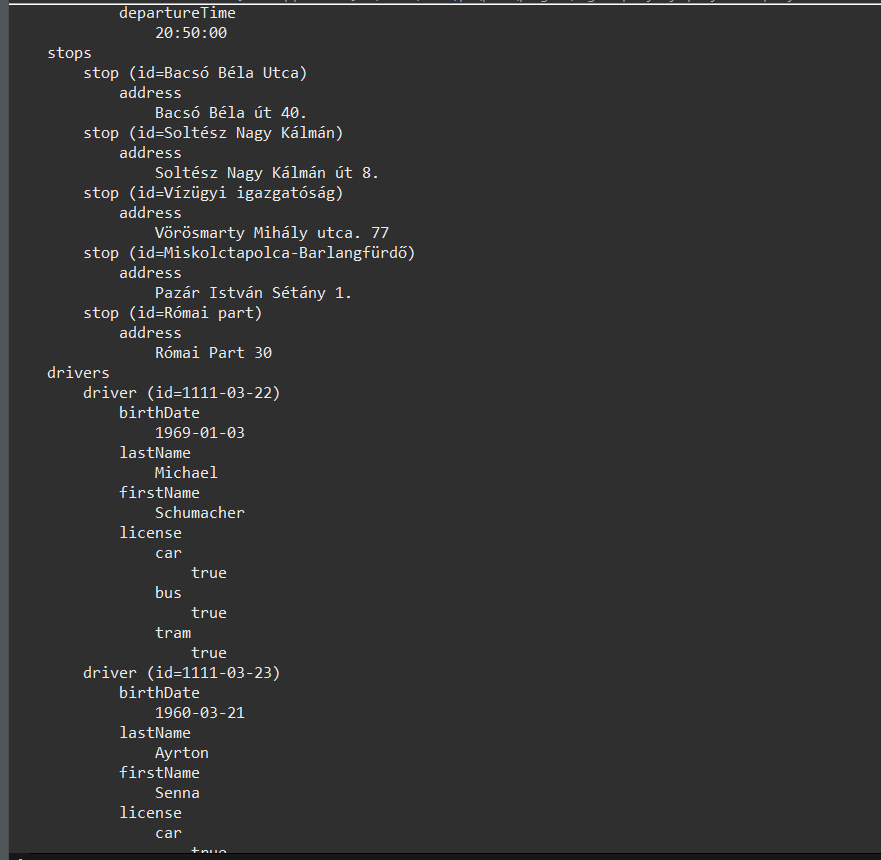 departureTime
20:50:00
stops
stop (id=Bacsó Béla Utca)
address
Bacsó Béla út 40.
stop (id=Soltész Nagy Kálmán)
address
Soltész Nagy Kálmán út 8.
stop (id=Vízügyi igazgatóság)
address
Vörösmarty Mihály utca. 77
stop (id=Miskolctapolca-Barlangfürdő)
address
Pazár István Sétány 1.
stop (id=Római part)
address
Római Part 30
drivers
driver (id=1111-03-22)
birthDate
1969-01-03
lastName
Michael
firstName
Schumacher
license
car
true
bus
true
tram
true
driver (id=1111-03-23)
birthDate
1960-03-21
lastName
Ayrton
firstName
Senna
license
car
true